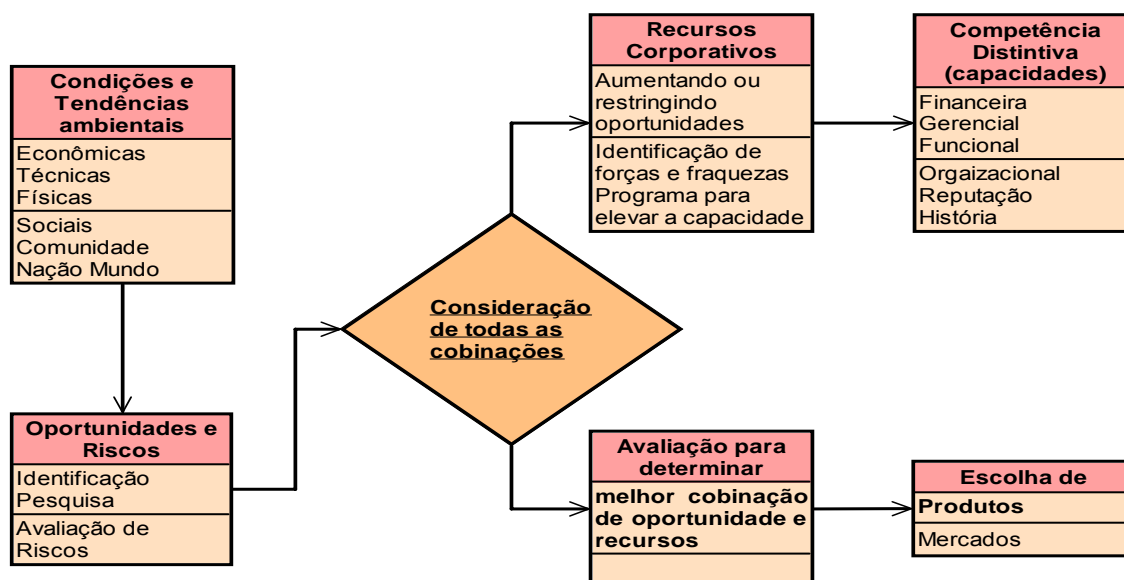 Condições e
Tendências
ambientais
Econômicas
Técnicas
Físicas
Sociais
Comunidade
Nação Mundo
Oportunidades e
Riscos
Identificação
Pesquisa
Avaliação de
Riscos
Consideração
de todas as
cobinações
Recursos
Corporativos
Aumentando ou
restringindo
oportunidades
Identificação de
forças e fraquezas
Programa para
elevar a capacidade
Competência
Distintiva
(capacidades)
Financeira
Gerencial
Funcional
Orgaizacional
Reputação
História
Avaliação para
determinar
melhor cobinação
de oportunidade e
recursos
Escolha de
Produtos
Mercados